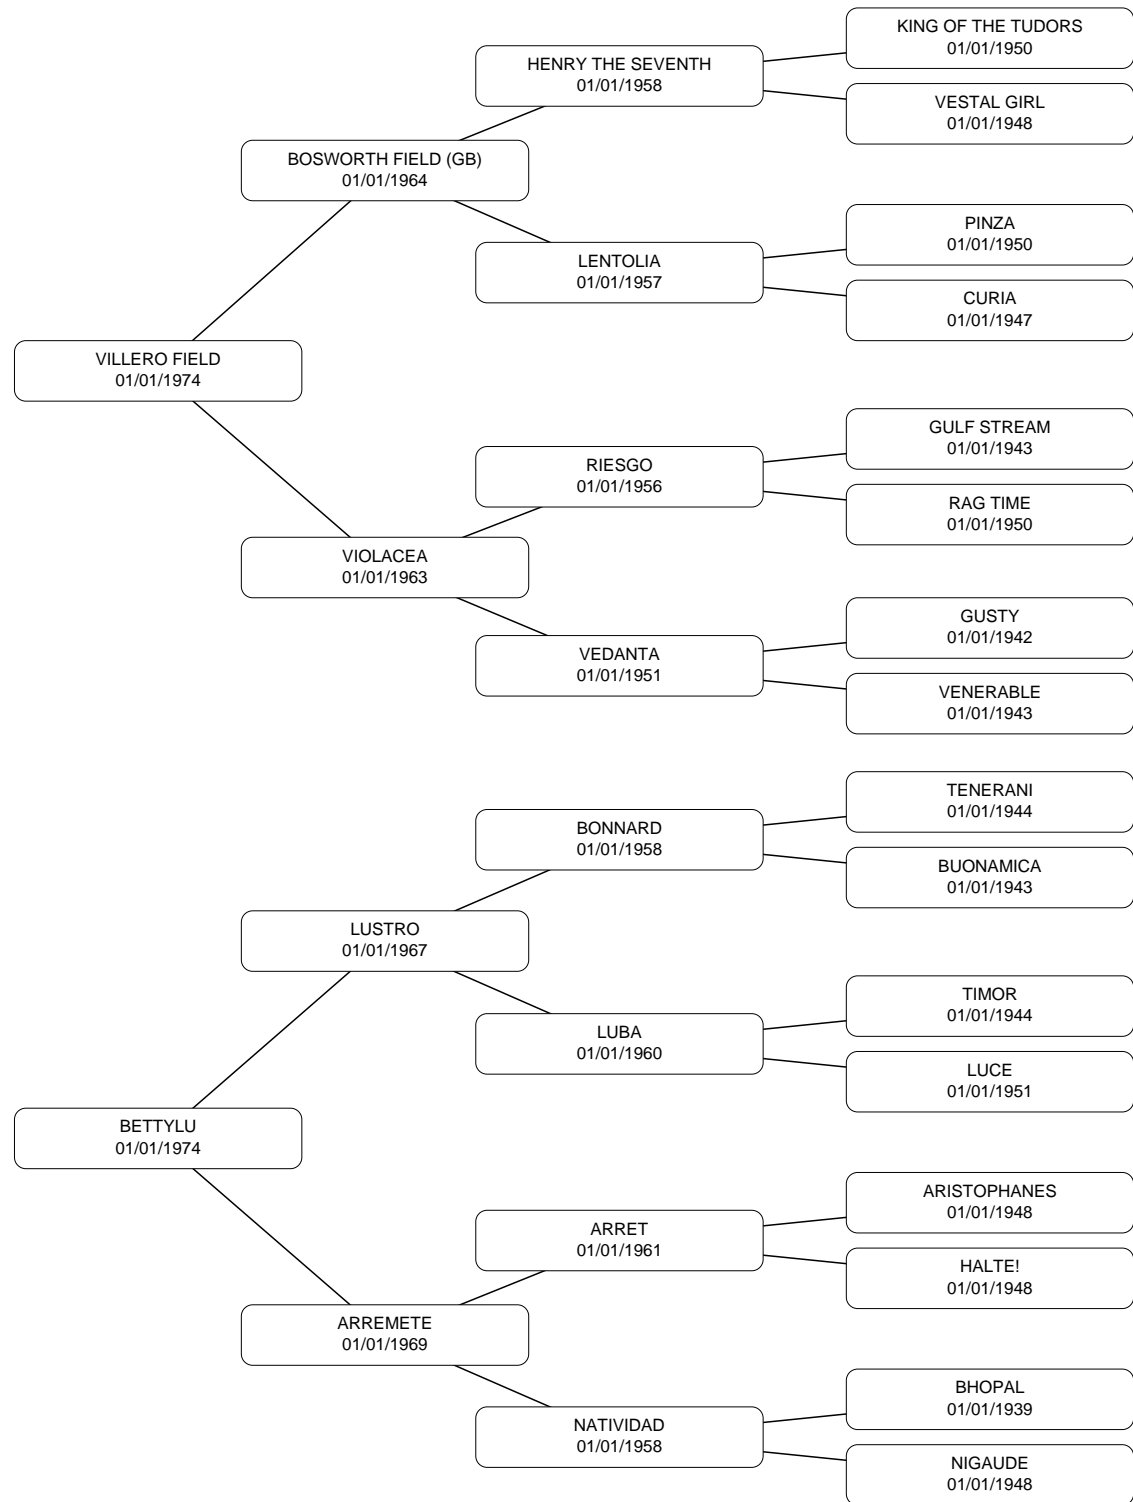 KING OF THE TUDORS
01/01/1950
HENRY THE SEVENTH
01/01/1958
VESTAL GIRL
01/01/1948
BOSWORTH FIELD (GB)
01/01/1964
PINZA
01/01/1950
LENTOLIA
01/01/1957
CURIA
01/01/1947
VILLERO FIELD
01/01/1974
GULF STREAM
01/01/1943
RIESGO
01/01/1956
RAG TIME
01/01/1950
VIOLACEA
01/01/1963
GUSTY
01/01/1942
VEDANTA
01/01/1951
VENERABLE
01/01/1943
TENERANI
01/01/1944
BONNARD
01/01/1958
BUONAMICA
01/01/1943
LUSTRO
01/01/1967
TIMOR
01/01/1944
LUBA
01/01/1960
LUCE
01/01/1951
BETTYLU
01/01/1974
ARISTOPHANES
01/01/1948
ARRET
01/01/1961
HALTE!
01/01/1948
ARREMETE
01/01/1969
BHOPAL
01/01/1939
NATIVIDAD
01/01/1958
NIGAUDE
01/01/1948